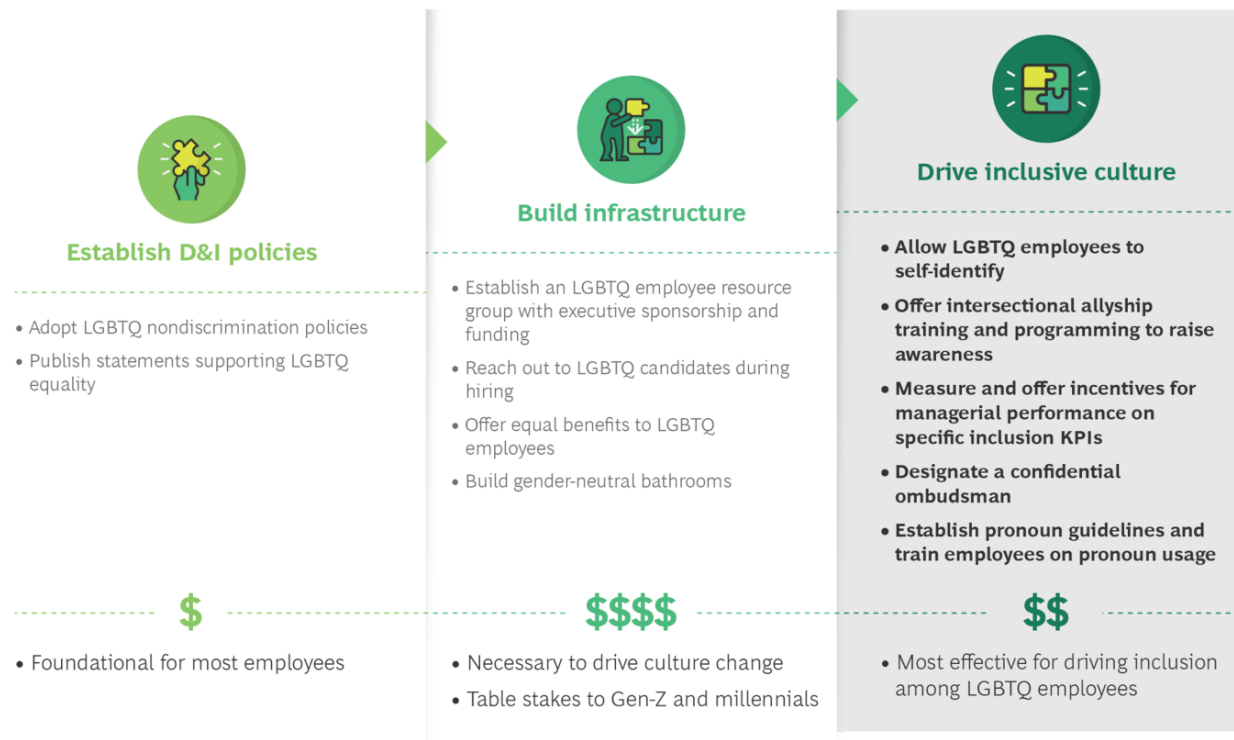 Establish D&I policies
• Adopt LGBTQ nondiscrimination policies
• Publish statements supporting LGBTQ
equality
$
• Foundational for most employees
Build infrastructure
• Establish an LGBTQ employee resource
group with executive sponsorship and
funding
• Reach out to LGBTQ candidates during
hiring
• Offer equal benefits to LGBTQ
employees
• Build gender-neutral bathrooms
$$$$
• Necessary to drive culture change
• Table stakes to Gen-Z and millennials
Drive inclusive culture
• Allow LGBTQ employees to
self-identify
• Offer intersectional allyship
training and programming to raise
awareness
• Measure and offer incentives for
managerial performance on
specific inclusion KPIs
• Designate a confidential
ombudsman
• Establish pronoun guidelines and
train employees on pronoun usage
$$
• Most effective for driving inclusion
among LGBTQ employees